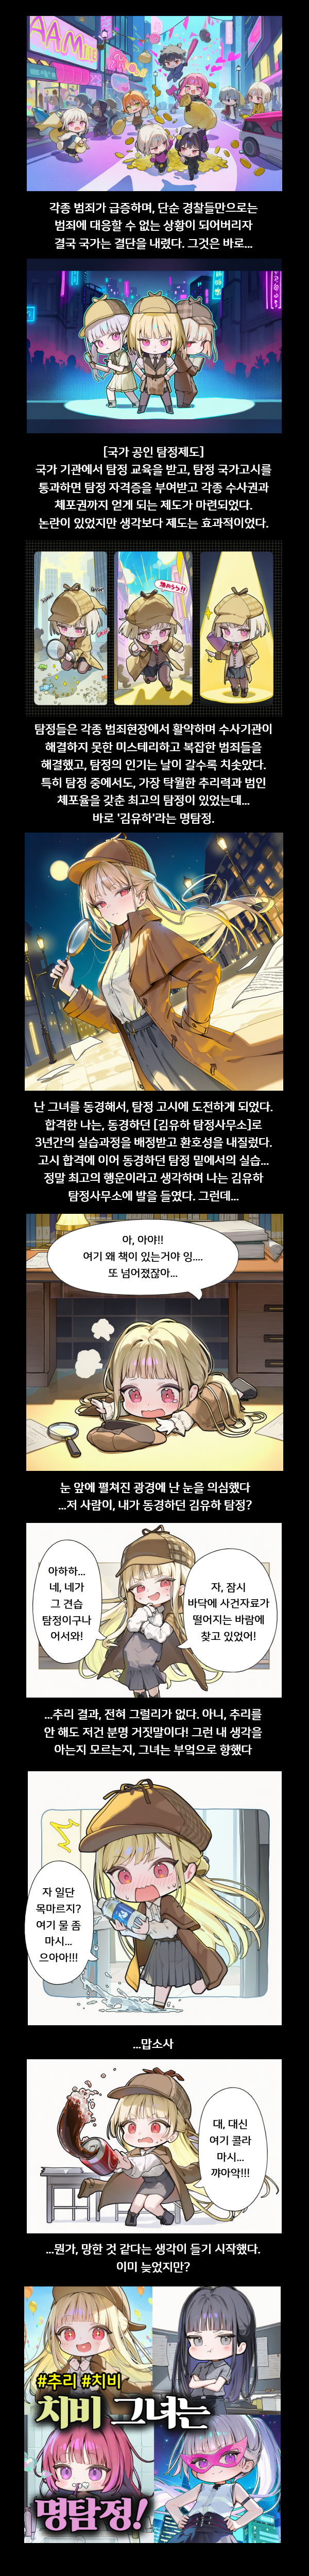 각종 범죄가 급증하며, 단순 경찰들만으로는
범죄에 대응할 수 없는 상황이 되어버리자
결국 국가는 결단을 내렸다. 그것은 바로...
[국가 공인 탐정제도]
국가 기관에서 탐정 교육을 받고, 탐정 국가고시를
통과하면 탐정 자격증을 부여받고 각종 수사권과
체포권까지 얻게 되는 제도가 마련되었다.
논란이 있었지만 생각보다 제도는 효과적이었다.
탐정들은 각종 범죄현장에서 활약하며 수사기관이
해결하지 못한 미스테리하고 복잡한 범죄들을
해결했고, 탐정의 인기는 날이 갈수록 치솟았다.
특히 탐정 중에서도, 가장 탁월한 추리력과 범인
체포율을 갖춘 최고의 탐정이 있었는데...
바로 '김유하'라는 명탐정.
난 그녀를 동경해서, 탐정 고시에 도전하게 되었다.
합격한 나는, 동경하던 [김유하 탐정사무소]로
3년간의 실습과정을 배정받고 환호성을 내질렀다.
고시 합격에 이어 동경하던 탐정 밑에서의 실습...
정말 최고의 행운이라고 생각하며 나는 김유하
탐정사무소에 발을 들였다. 그런데...
아, 아야!!
여기 왜 책이 있는거야 잉....
또 넘어졌잖아...
눈 앞에 펼쳐진 광경에 난 눈을 의심했다
...저 사람이, 내가 동경하던 김유하 탐정?
아하하...
네, 네가
그 견습
탐정이구나
어서와!
자, 잠시
바닥에 사건자료가
떨어지는 바람에
찾고 있었어!
...추리 결과, 전혀 그럴리가 없다. 아니, 추리를
안 해도 저건 분명 거짓말이다! 그런 내 생각을
아는지 모르는지, 그녀는 부엌으로 향했다
자 일단
목마르지?
여기 물 좀
마시...
으아아!!!
...맙소사
대, 대신
여기 콜라
마시...
꺄아악!!!
...뭔가, 망한 것 같다는 생각이 들기 시작했다.
이미 늦었지만?
#추리 #치비
치비 그녀는
명탐정!